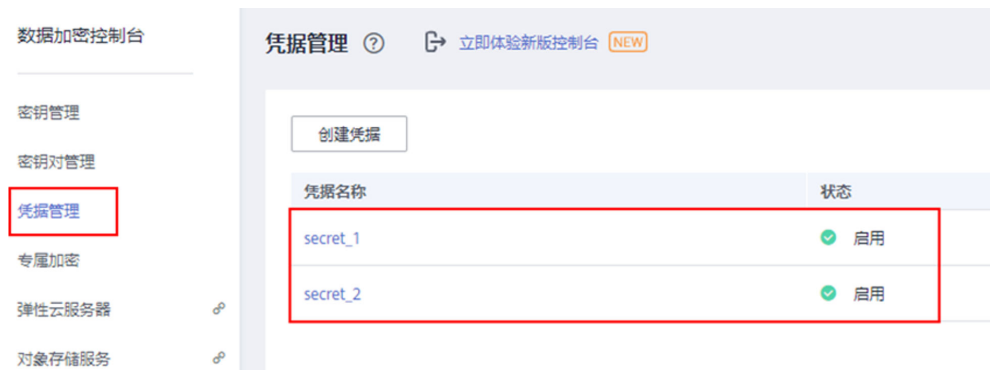 数据加密控制台
密钥管理
密钥对管理
凭据管理
专属加密
弹性云服务器
对象存储服务
凭据管理 ? 立即体验新版控制台 NEW
创建凭据
凭据名称 状态
secret_1 启用
secret_2 启用